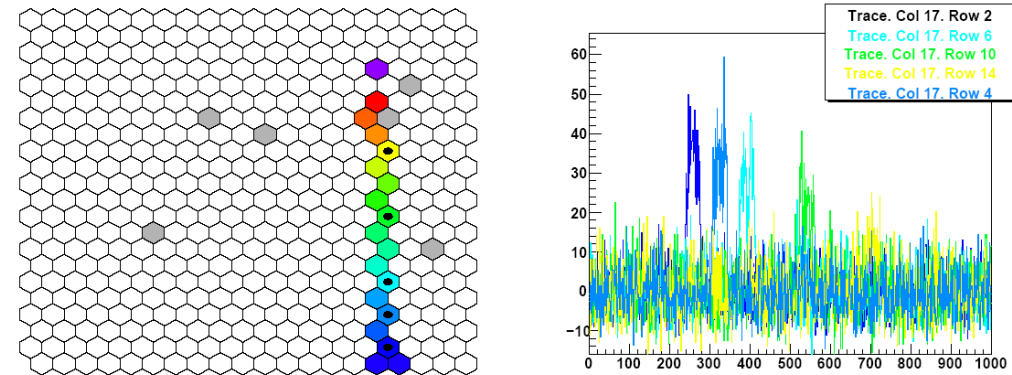 Trace. Col 17. Row 2
Trace. Col 17. Row 6
Trace. Col 17. Row 10
Trace. Col 17. Row 14
Trace. Col 17. Row 4
60
50
40
30
20
10
0
−10
0 100 200 300 400 500 600 700 800 900 1000